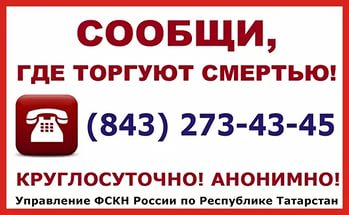 СООБЩИ,
ГДЕ ТОРГУЮТ СМЕРТЬЮ!
(843) 273-43-45
КРУГЛОСУТОЧНО! АНОНИМНО!
Управление ФСКН России по Республике Татарстан